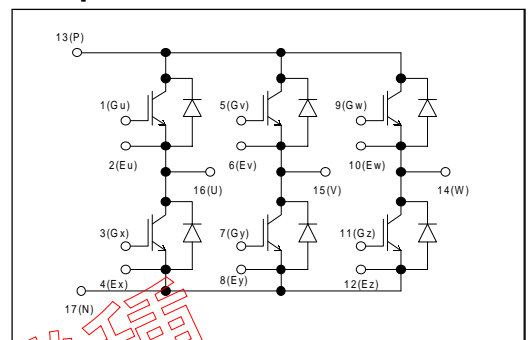 13(P)
1(Gu) 5(Gv) 9(Gw)
2(Eu) 6(Ev) 10(Ew)
16(U) 15(V) 14(W)
3(Gx) 7(Gy) 11(Gz)
4(Ex) 8(Ey) 12(Ez)
17(N)